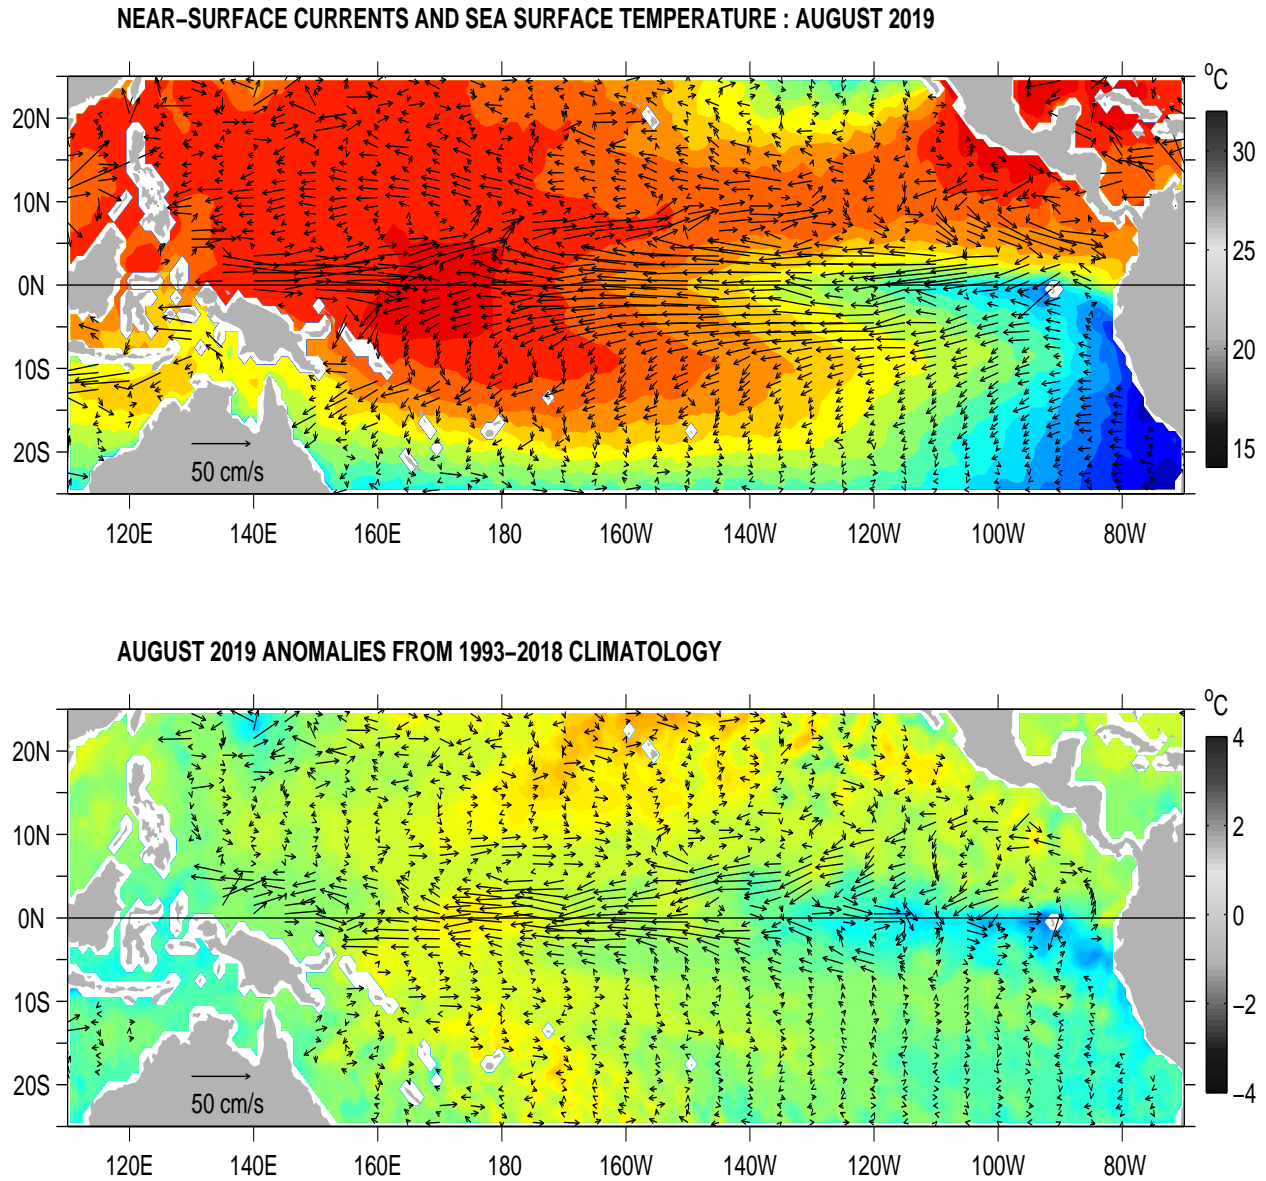 NEAR−SURFACE CURRENTS AND SEA SURFACE TEMPERATURE : AUGUST 2019
oC
20N
10N
0N
10S
20S
30
25
20
15
50 cm/s
120E 140E 160E 180 160W 140W 120W 100W 80W
AUGUST 2019 ANOMALIES FROM 1993−2018 CLIMATOLOGY
oC
20N
10N
0N
10S
20S
4
2
0
−2
−4
50 cm/s
120E 140E 160E 180 160W 140W 120W 100W 80W